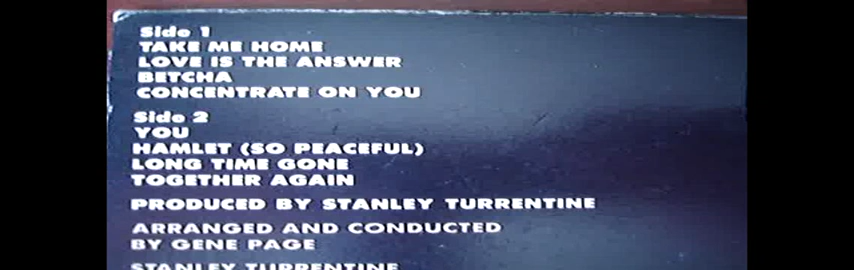 Side 1
TAKE ME HOME
LOVE IS THE ANSWER
BETCHA
CONCENTRATE ON YOU
Side 2
YOU
HAMLET (SO PEACEFUL)
LONG TIME GONE
TOGETHER AGAIN
PRODUCED BY STANLEY TURRENTINE
ARRANGED AND CONDUCTED
BY GENE PAGE
STANLEY TURRENTINE